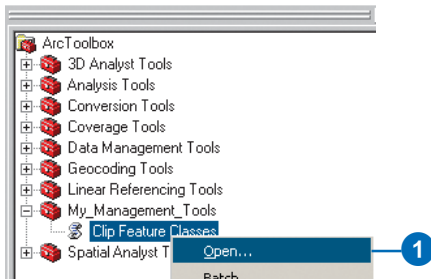 ArcToolbox
3D Analyst Tools
Analysis Tools
Conversion Tools
Coverage Tools
Data Management Tools
Geocoding Tools
Linear Referencing Tools
My_Management_Tools
Clip Feature Classes
Spatial Analyst T
Open...
1
Batch